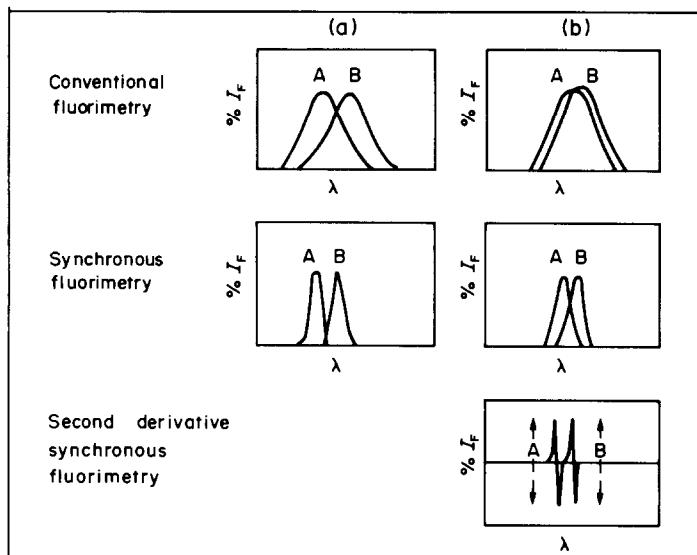 (a) (b)
Conventional
fluorimetry
% I_F
A B
λ
% I_F
A B
λ
Synchronous
fluorimetry
% I_F
A B
λ
% I_F
A B
λ
Second derivative
synchronous
fluorimetry
% I_F
A B
λ